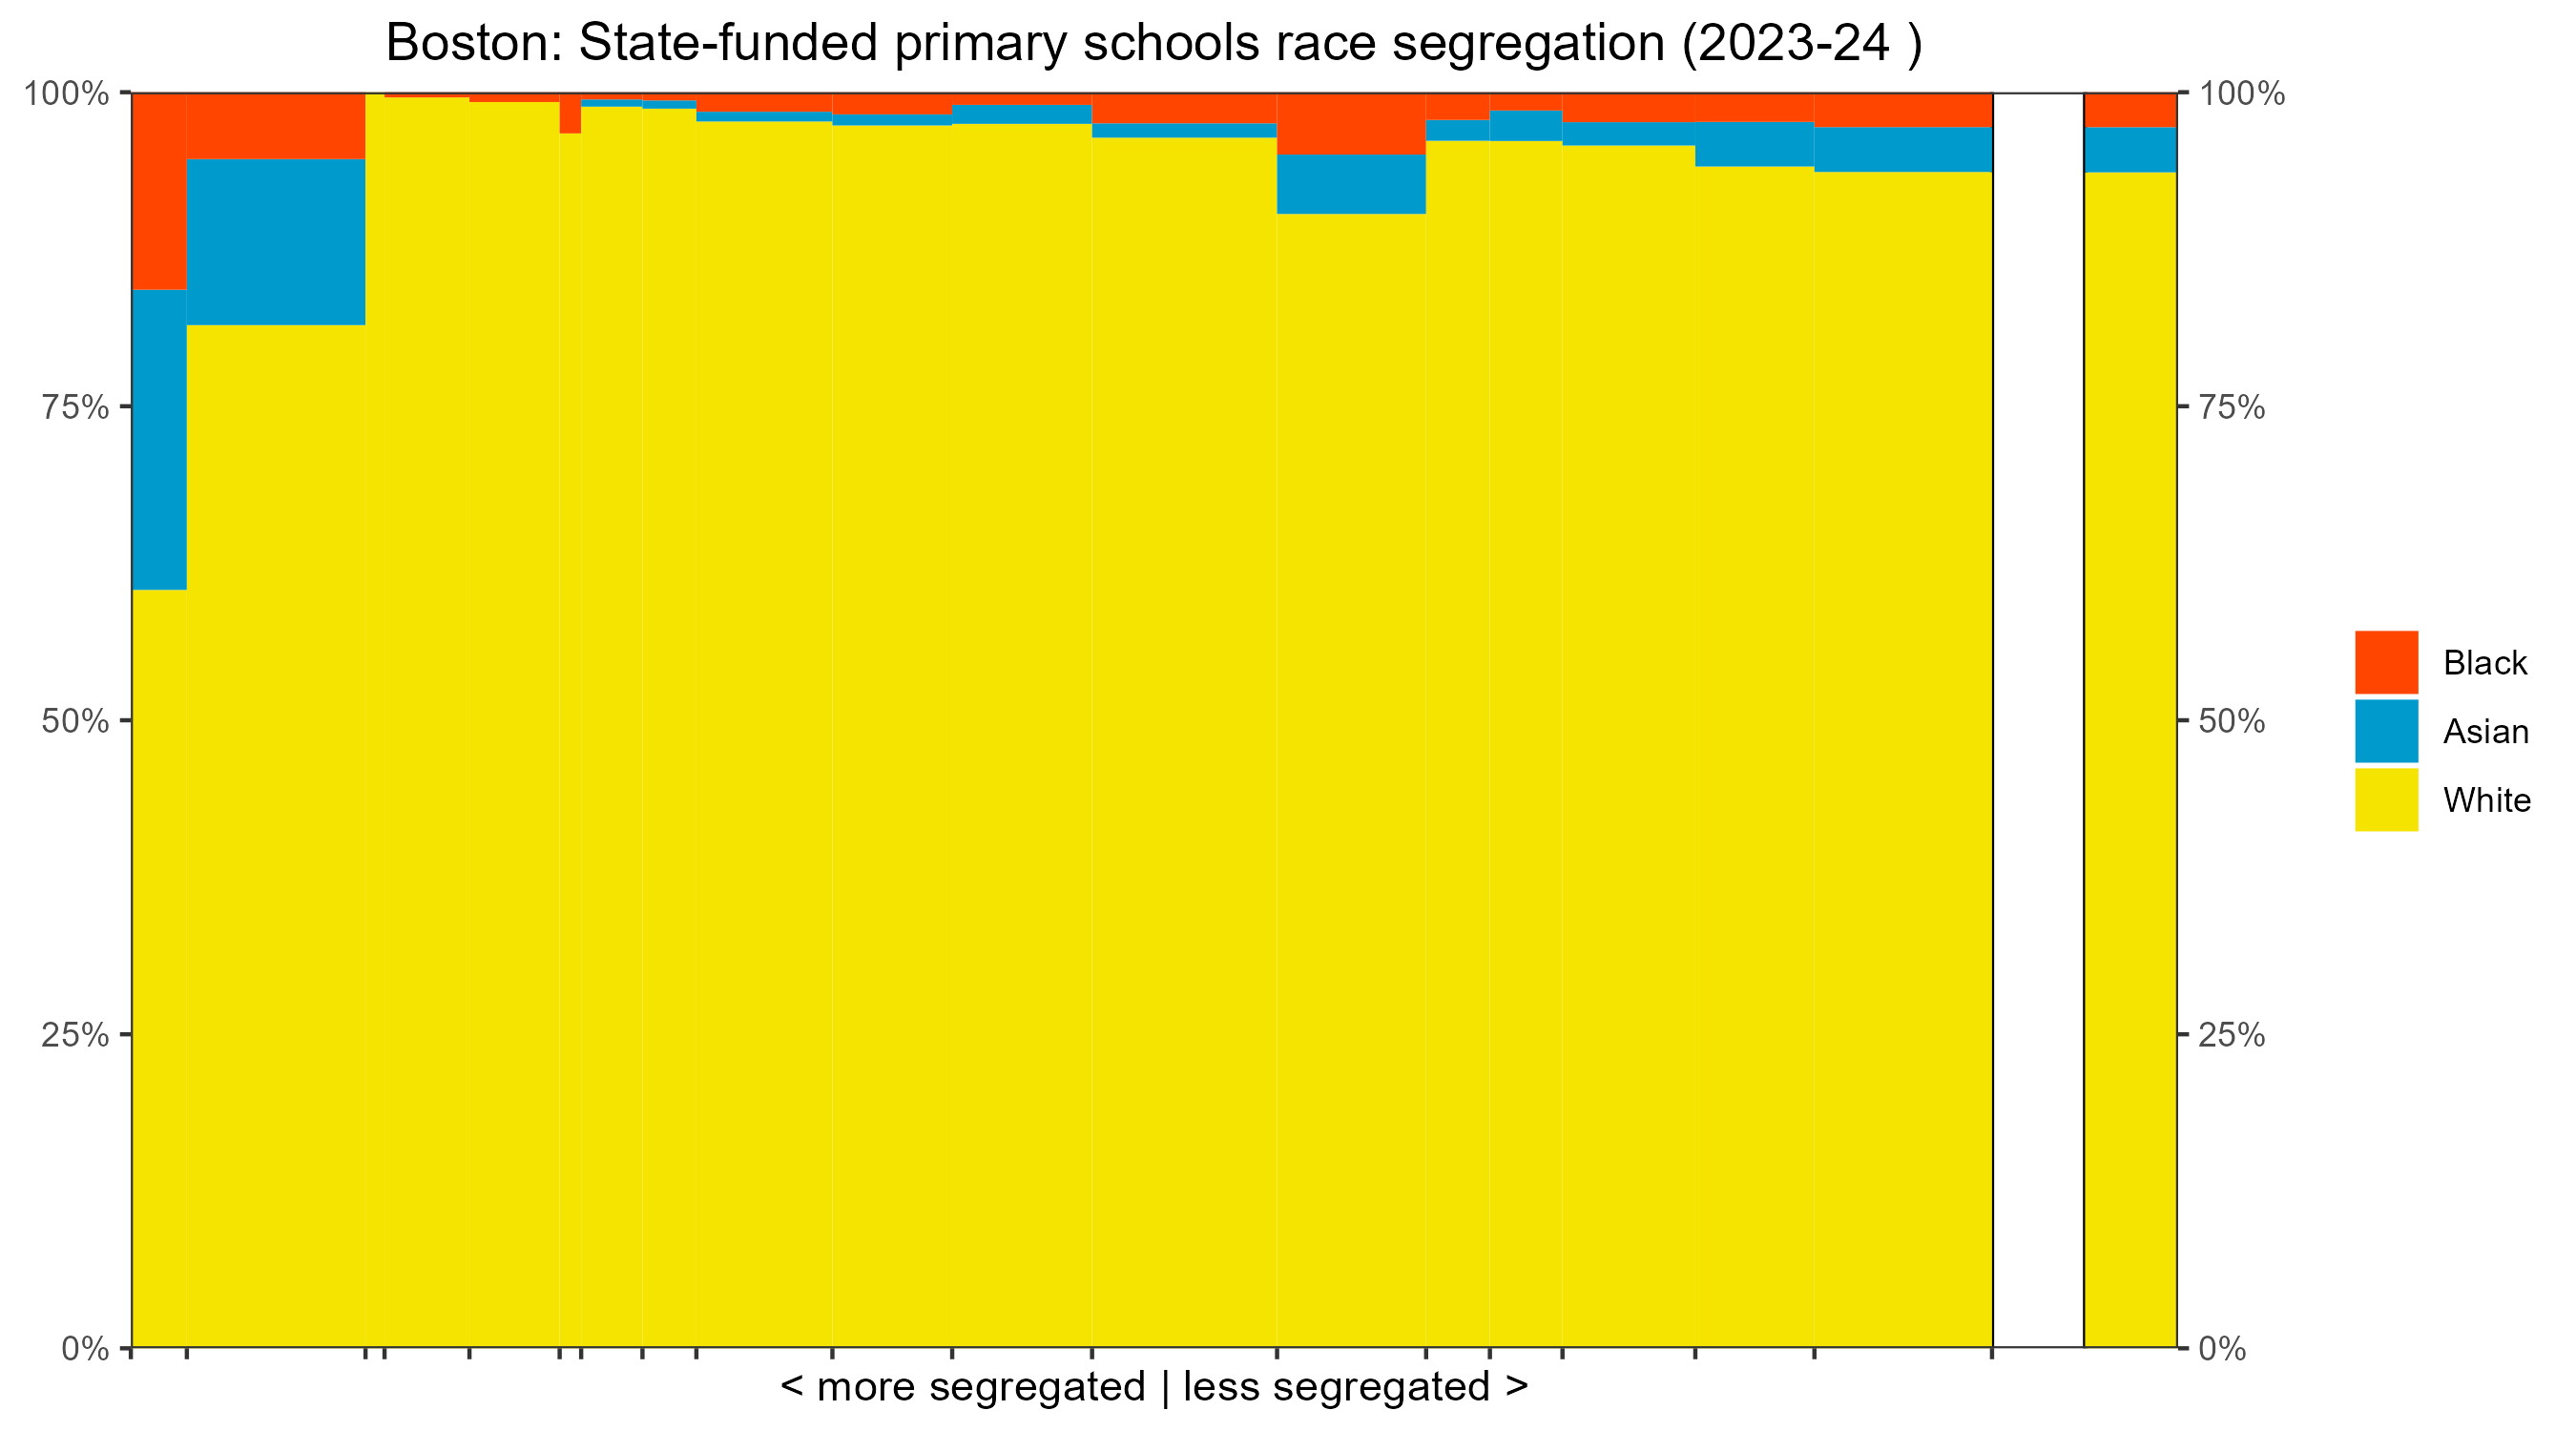 Boston: State-funded primary schools race segregation (2023-24 )
100%
75%
50%
25%
0%
100%
75%
50%
25%
0%
< more segregated | less segregated >
Black
Asian
White